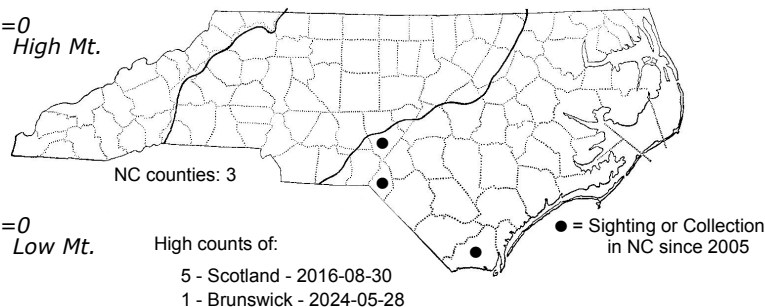 =0
High Mt.
NC counties: 3
=0
Low Mt.
High counts of:
5 - Scotland - 2016-08-30
1 - Brunswick - 2024-05-28
● = Sighting or Collection
in NC since 2005